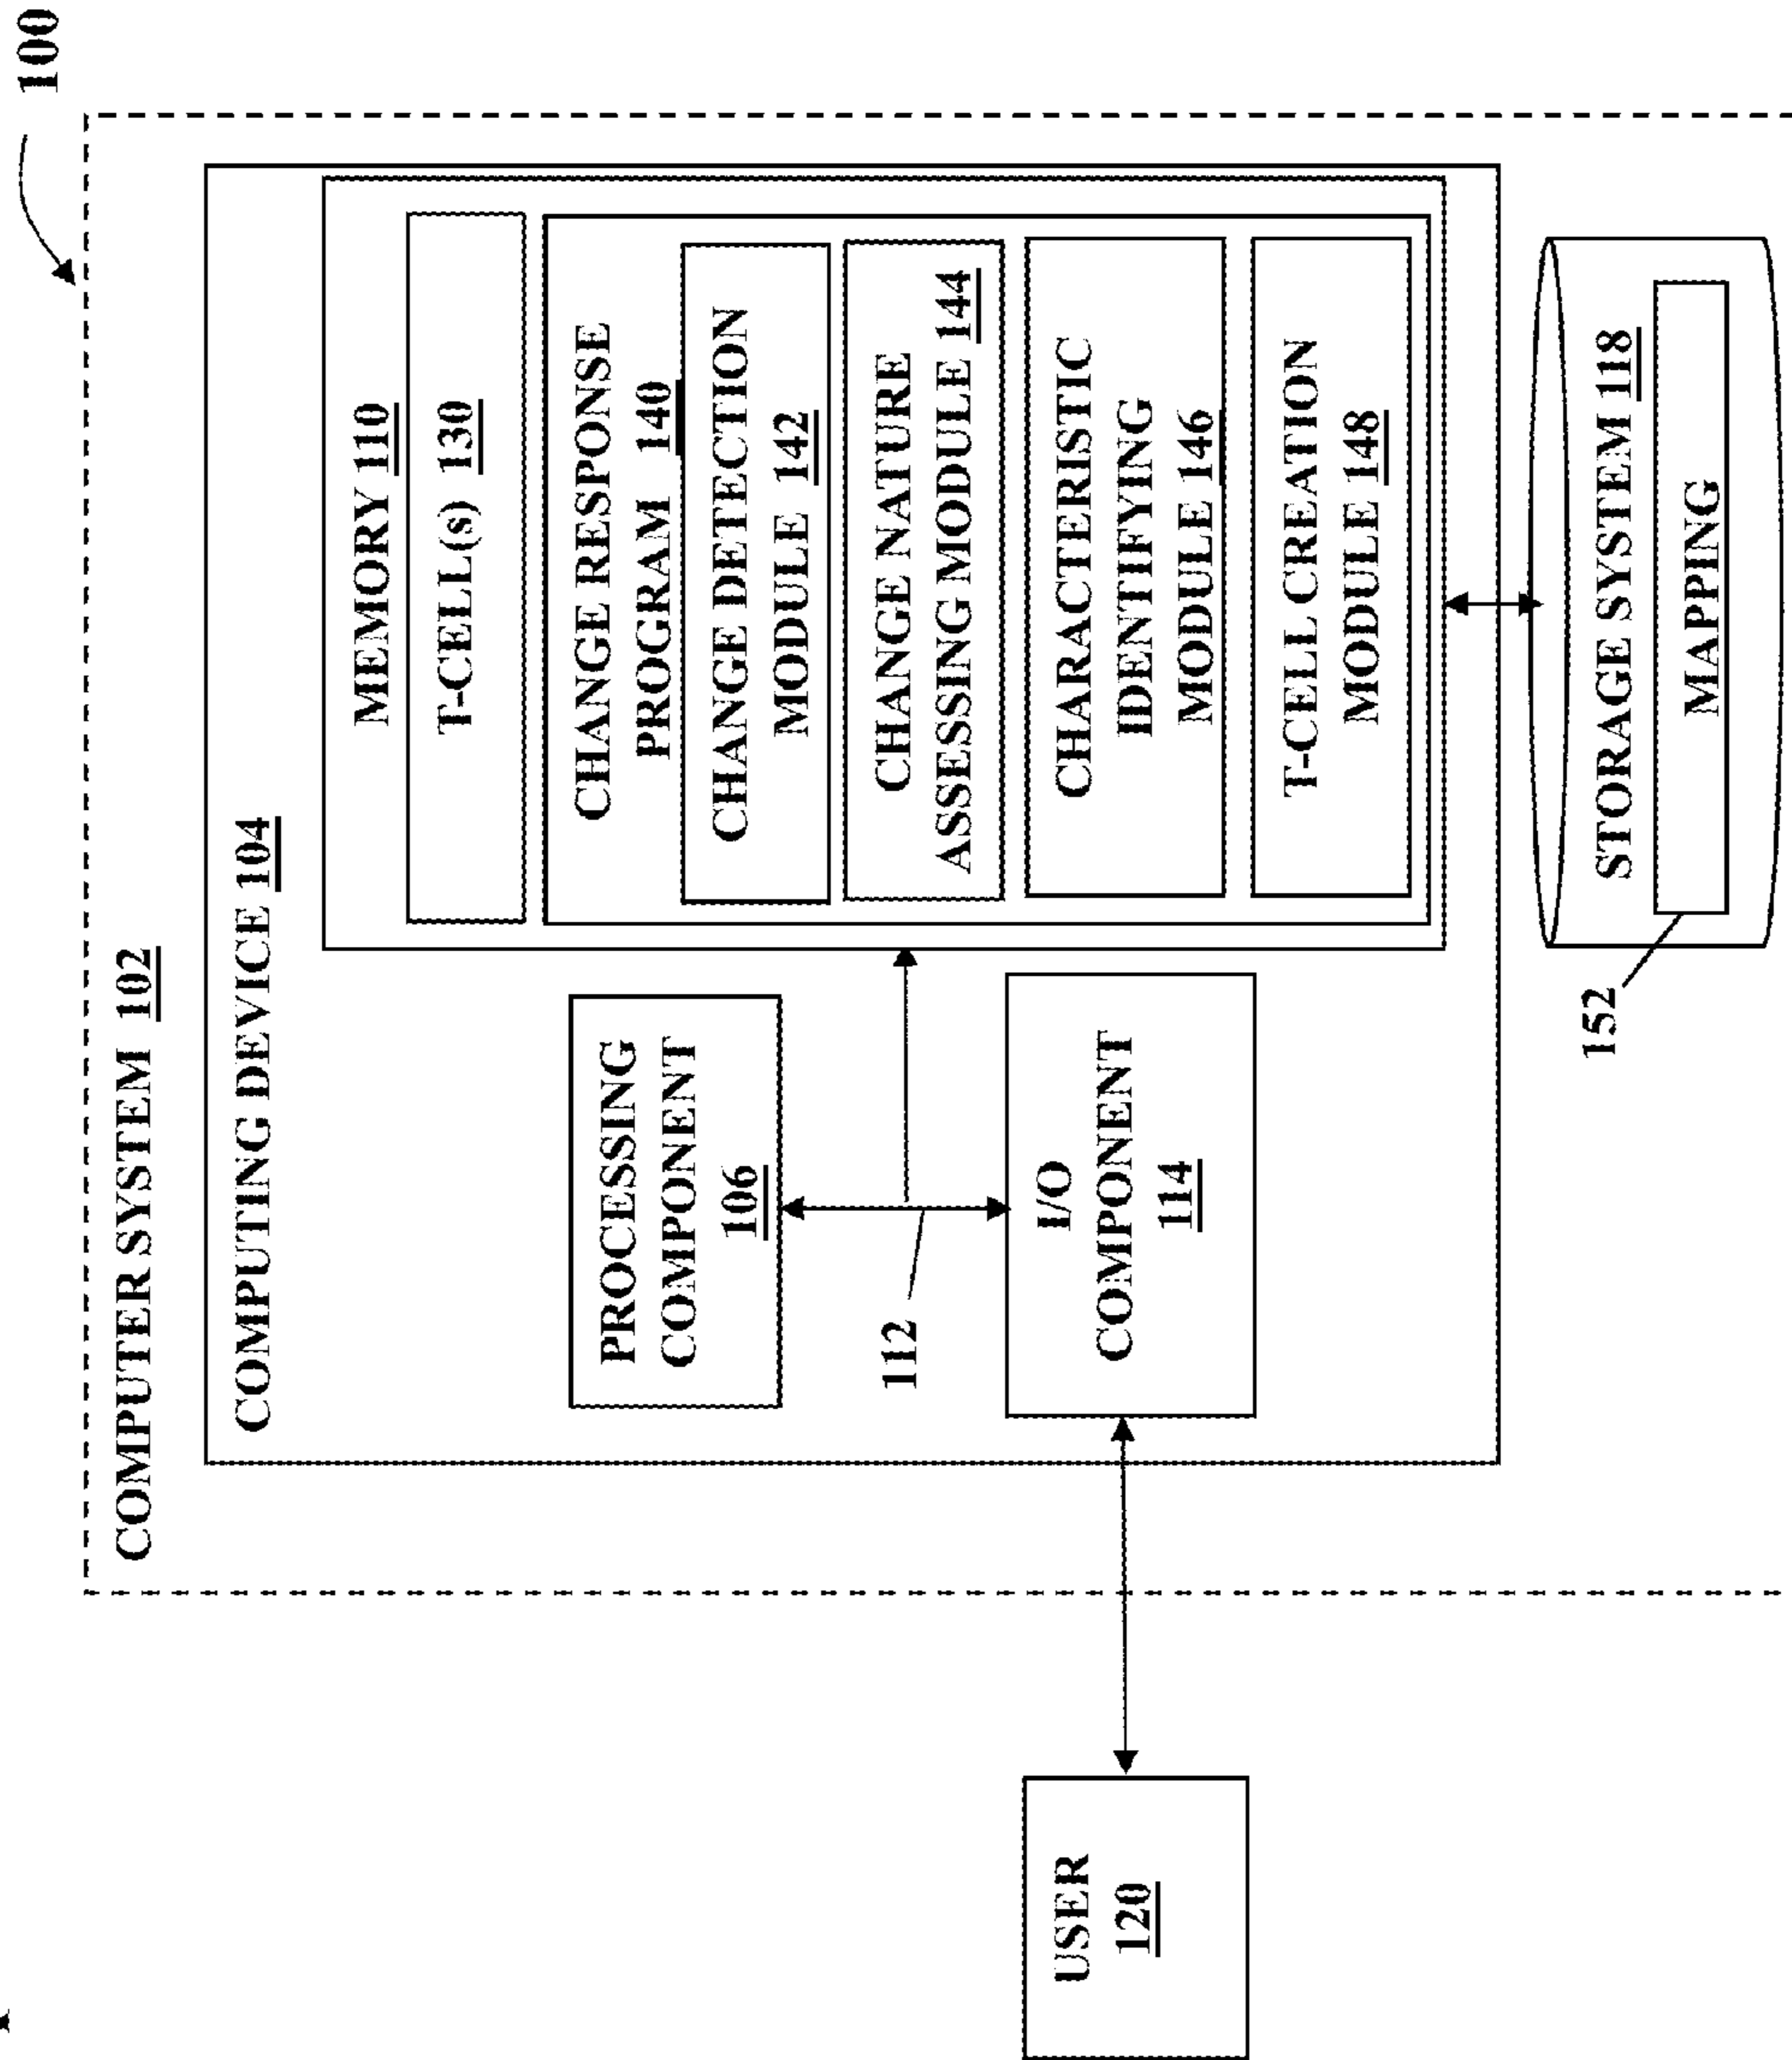 100
COMPUTER SYSTEM 102
COMPUTING DEVICE 104
MEMORY 110
T-CELL(s) 130
CHANGE RESPONSE
PROGRAM 140
CHANGE DETECTION
MODULE 142
CHANGE NATURE
ASSESSING MODULE 144
CHARACTERISTIC
IDENTIFYING
MODULE 146
T-CELL CREATION
MODULE 148
PROCESSING
COMPONENT
106
112
I/O
COMPONENT
114
USER
120
STORAGE SYSTEM 118
MAPPING
152